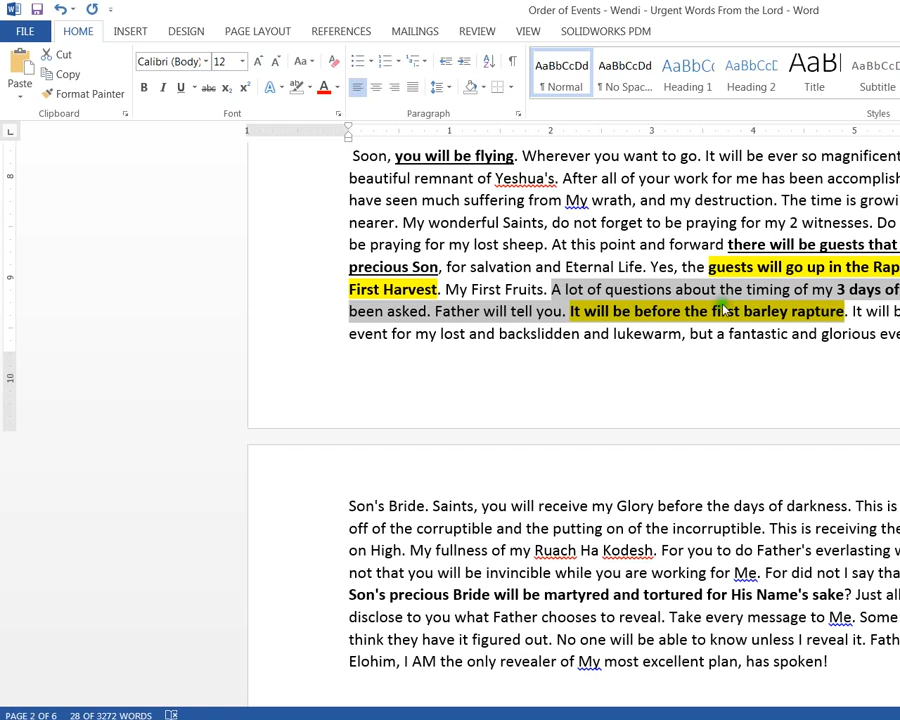 Order of Events - Wendi - Urgent Words From the Lord - Word
FILE HOME INSERT DESIGN PAGE LAYOUT REFERENCES MAILINGS REVIEW VIEW SOLIDWORKS PDM
Cut
Copy
Format Painter
Paste
Clipboard
Calibri (Body) 12
Font
Paragraph
AaBbCcDd AaBbCcDd AaBbCc AaBbCcD AaB AaBbCcD
¶ Normal ¶ No Spac... Heading 1 Heading 2 Title Subtitle
Styles
1 1 2 3 4 5
8
9
10
Soon, you will be flying. Wherever you want to go. It will be ever so magnificent
beautiful remnant of Yeshua's. After all of your work for me has been accomplis
have seen much suffering from My wrath, and my destruction. The time is growi
nearer. My wonderful Saints, do not forget to be praying for my 2 witnesses. Do
be praying for my lost sheep. At this point and forward there will be guests that
precious Son, for salvation and Eternal Life. Yes, the guests will go up in the Rap
First Harvest. My First Fruits. A lot of questions about the timing of my 3 days of
been asked. Father will tell you. It will be before the first barley rapture. It will b
event for my lost and backslidden and lukewarm, but a fantastic and glorious eve
Son's Bride. Saints, you will receive my Glory before the days of darkness. This is
off of the corruptible and the putting on of the incorruptible. This is receiving the
on High. My fullness of my Ruach Ha Kodesh. For you to do Father's everlasting w
not that you will be invincible while you are working for Me. For did not I say tha
Son's precious Bride will be martyred and tortured for His Name's sake? Just all
disclose to you what Father chooses to reveal. Take every message to Me. Some
think they have it figured out. No one will be able to know unless I reveal it. Fath
Elohim, I AM the only revealer of My most excellent plan, has spoken!
PAGE 2 OF 6 28 OF 3272 WORDS